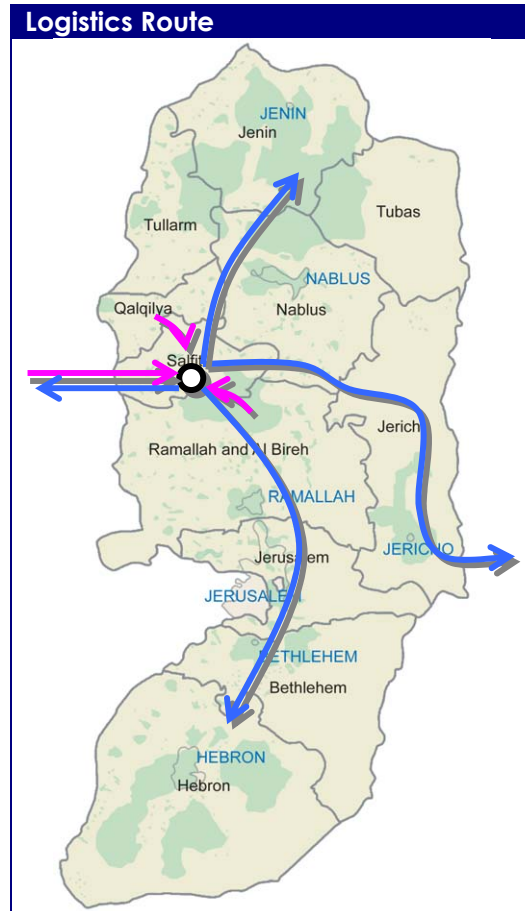 Logistics Route
JENIN
Jenin
Tullarm
Tubas
NABLUS
Qalqilya
Nablus
Salfit
Jericho
Ramallah and Al Bireh
RAMALLAH
Jerusalem
JERICHO
JERUSALEM
BETHLEHEM
Bethlehem
HEBRON
Hebron